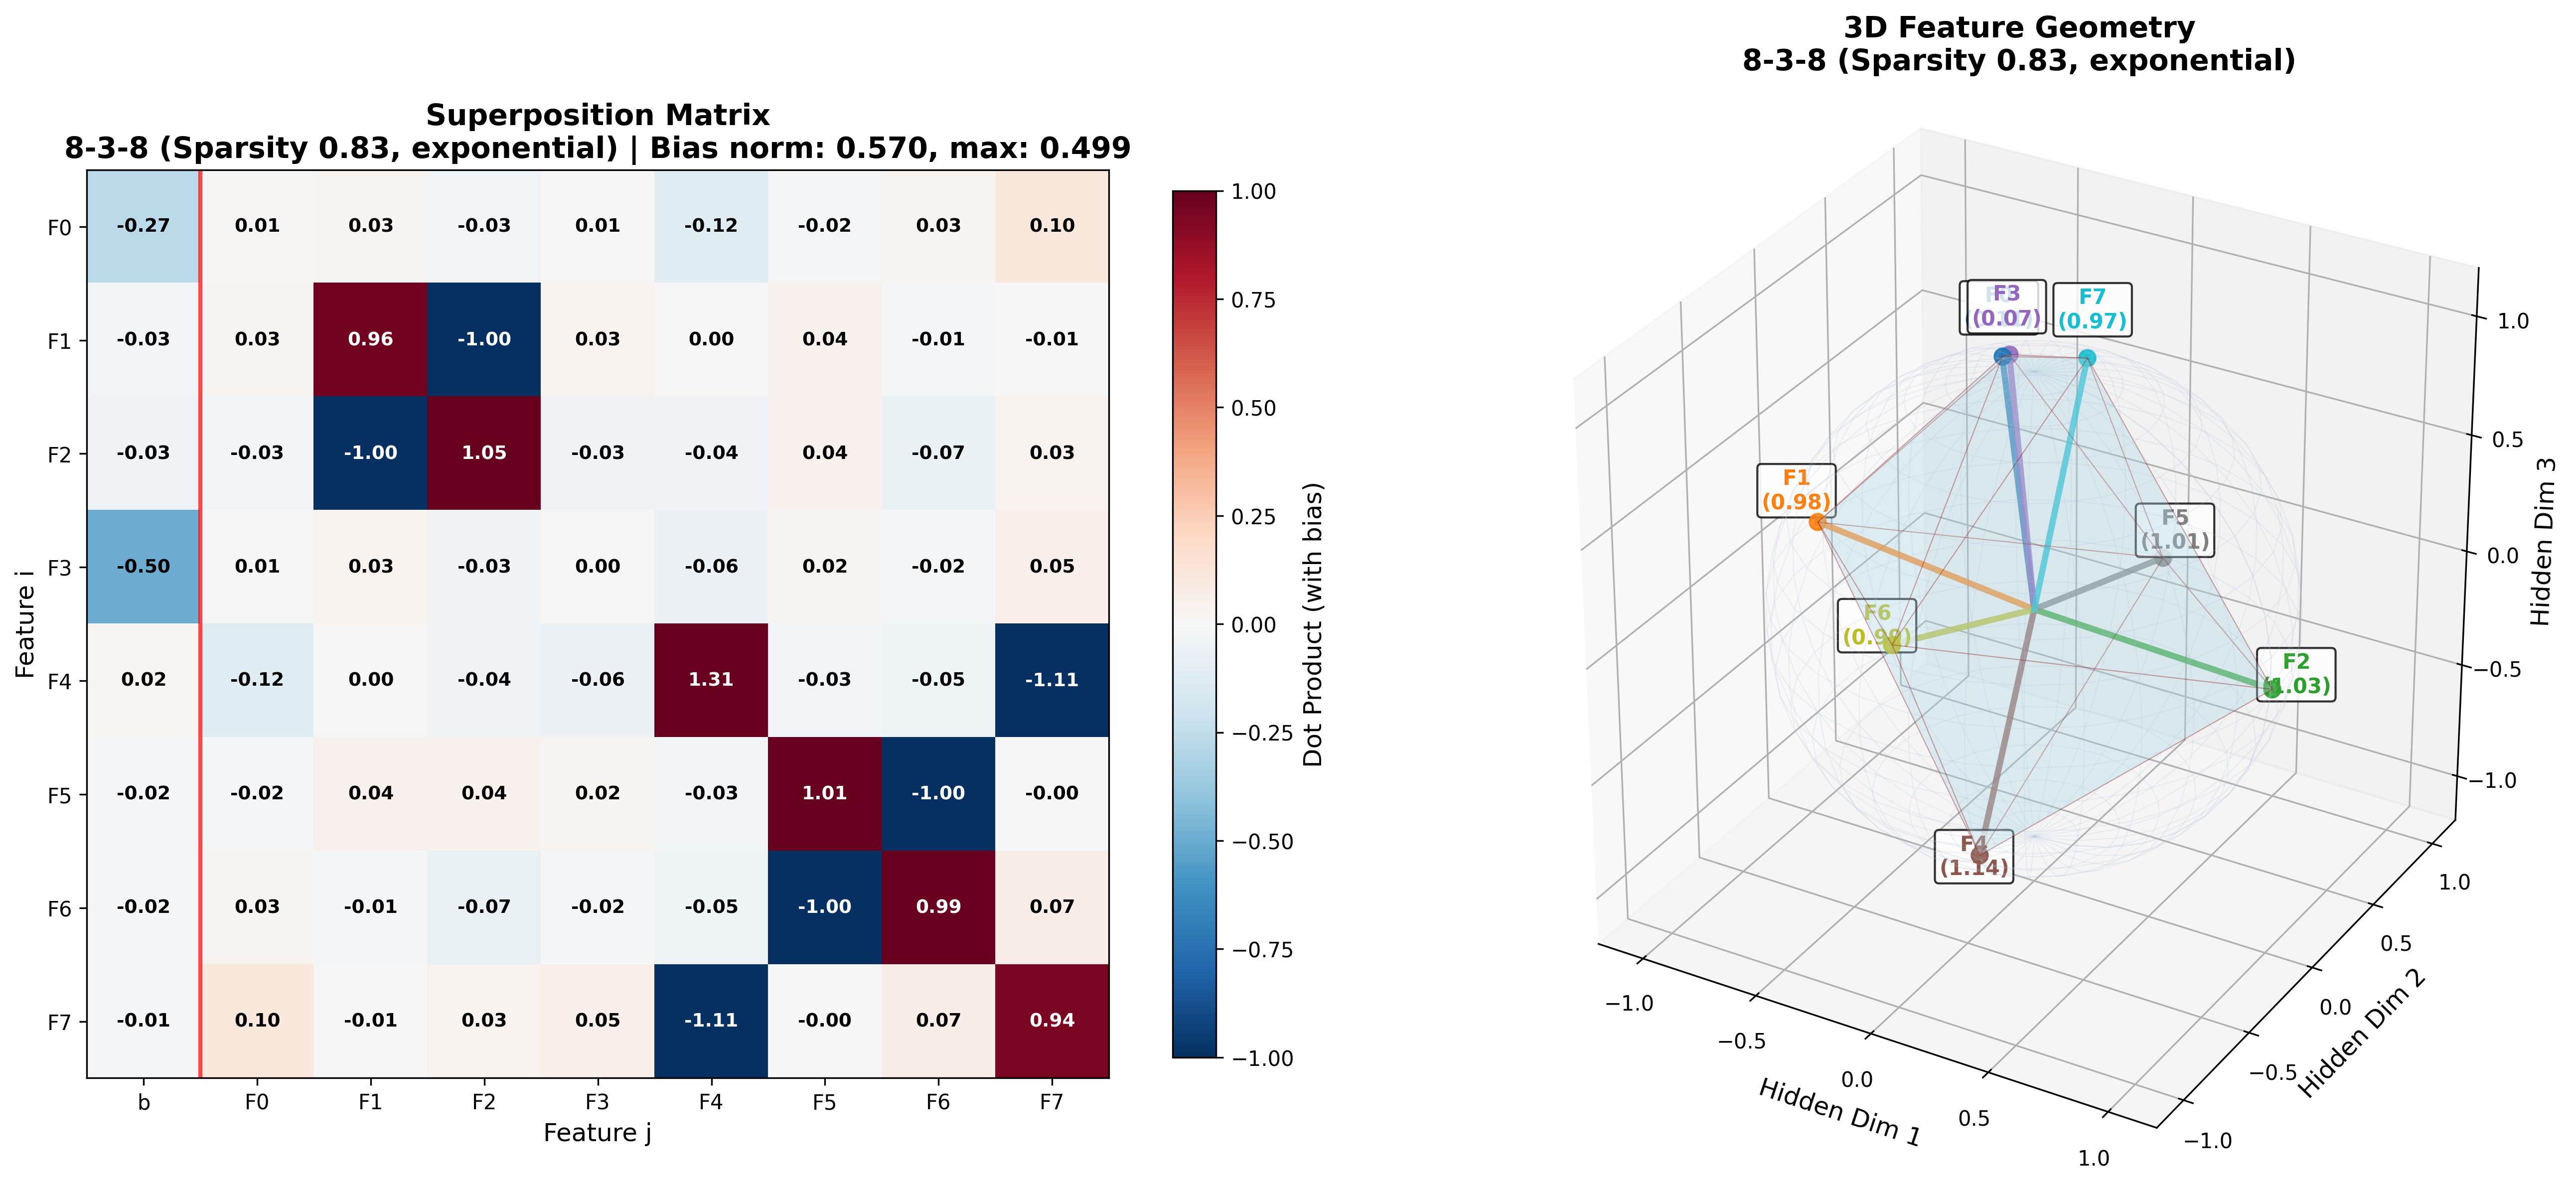 Superposition Matrix
8-3-8 (Sparsity 0.83, exponential) | Bias norm: 0.570, max: 0.499
F0 -0.27 0.01 0.03 -0.03 0.01 -0.12 -0.02 0.03 0.10
F1 -0.03 0.03 0.96 -1.00 0.03 0.00 0.04 -0.01 -0.01
F2 -0.03 -0.03 -1.00 1.05 -0.03 -0.04 0.04 -0.07 0.03
F3 -0.50 0.01 0.03 -0.03 0.00 -0.06 0.02 -0.02 0.05
F4 0.02 -0.12 0.00 -0.04 -0.06 1.31 -0.03 -0.05 -1.11
F5 -0.02 -0.02 0.04 0.04 0.02 -0.03 1.01 -1.00 -0.00
F6 -0.02 0.03 -0.01 -0.07 -0.02 -0.05 -1.00 0.99 0.07
F7 -0.01 0.10 -0.01 0.03 0.05 -1.11 -0.00 0.07 0.94
b F0 F1 F2 F3 F4 F5 F6 F7
Feature j
Feature i
1.00
0.75
0.50
0.25
0.00
−0.25
−0.50
−0.75
−1.00
Dot Product (with bias)
3D Feature Geometry
8-3-8 (Sparsity 0.83, exponential)
F3
(0.07)
F7
(0.97)
F1
(0.98)
F5
(1.01)
F6
F2
(1.03)
F4
(1.14)
1.0
0.5
0.0
−0.5
−1.0
Hidden Dim 3
−1.0
−0.5
0.0
0.5
1.0
Hidden Dim 1
1.0
0.5
0.0
−0.5
−1.0
Hidden Dim 2